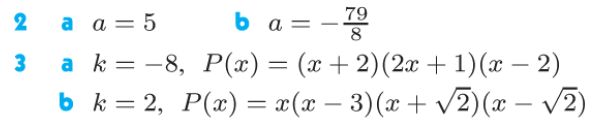 2 a a = 5 b a = −79/8
3 a k = −8, P(x) = (x + 2)(2x + 1)(x − 2)
b k = 2, P(x) = x(x − 3)(x + √2)(x − √2)